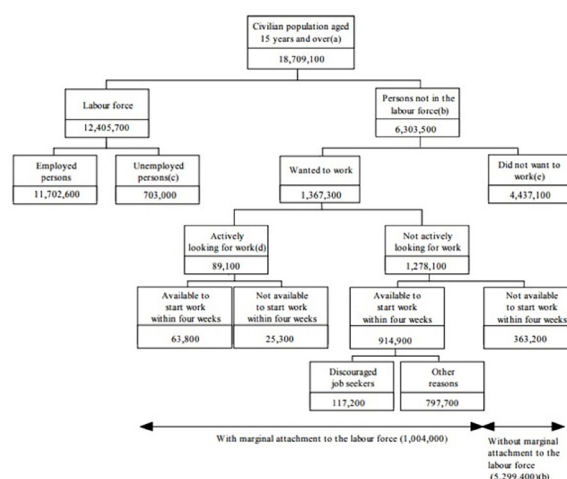 Civilian population aged
15 years and over(a)
18,709,100
Labour force
12,405,700
Persons not in the
labour force(b)
6,303,500
Employed
persons
11,702,600
Unemployed
persons(c)
703,000
Wanted to work
1,367,300
Did not want to
work(e)
4,437,100
Actively
looking for work(d)
89,100
Not actively
looking for work
1,278,100
Available to
start work
within four weeks
63,800
Not available
to start work
within four weeks
25,300
Available to
start work
within four weeks
914,900
Not available to
start work
within four weeks
363,200
Discouraged
job seekers
117,200
Other
reasons
797,700
With marginal attachment to the labour force (1,004,000)
Without marginal
attachment to the
labour force
(5,299,400)(b)